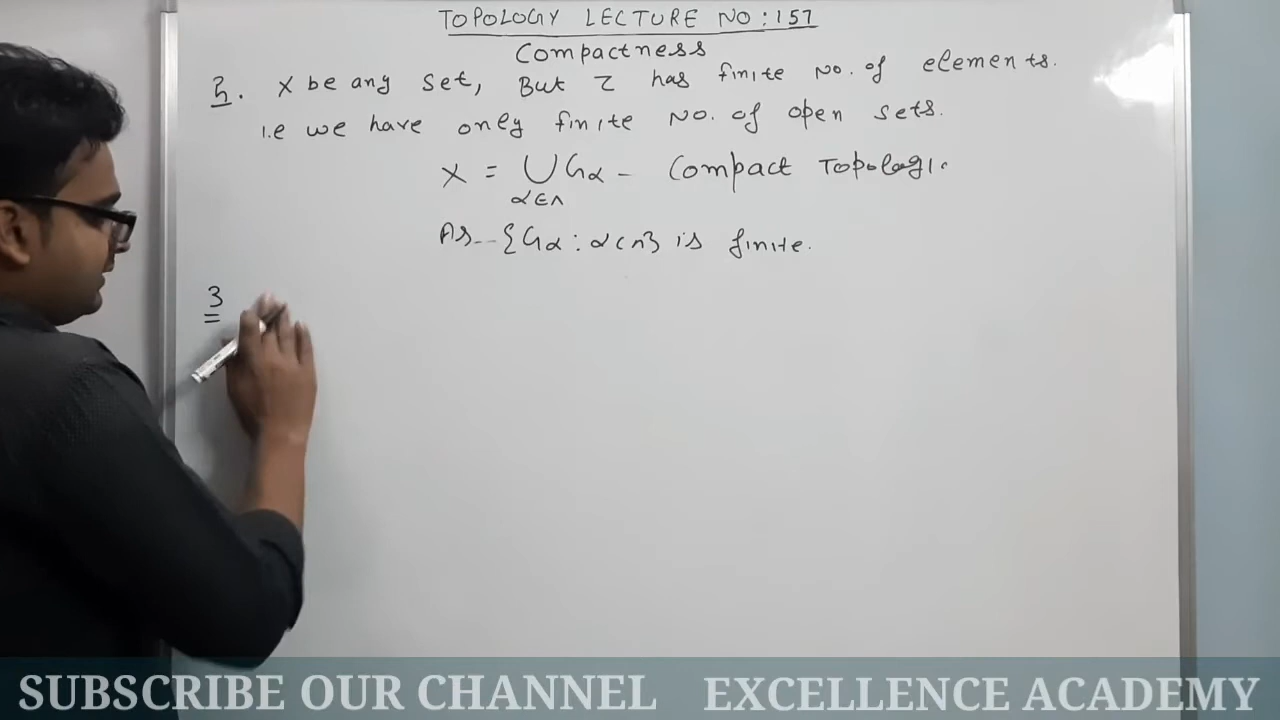 TOPOLOGY LECTURE NO: 157
Compactness
2. X be any set, But τ has finite No. of elements.
i.e we have only finite No. of open sets.
X = ⋃ Gα - Compact Topologi.
α∈Λ
As {Gα : α∈Λ} is finite.
3
SUBSCRIBE OUR CHANNEL EXCELLENCE ACADEMY